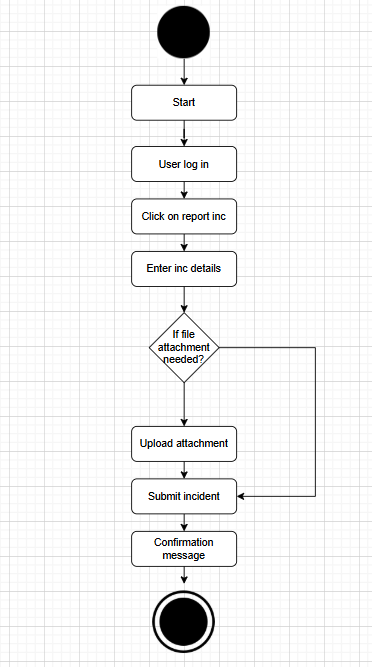 Start
User log in
Click on report inc
Enter inc details
If file
attachment
needed?
Upload attachment
Submit incident
Confirmation
message